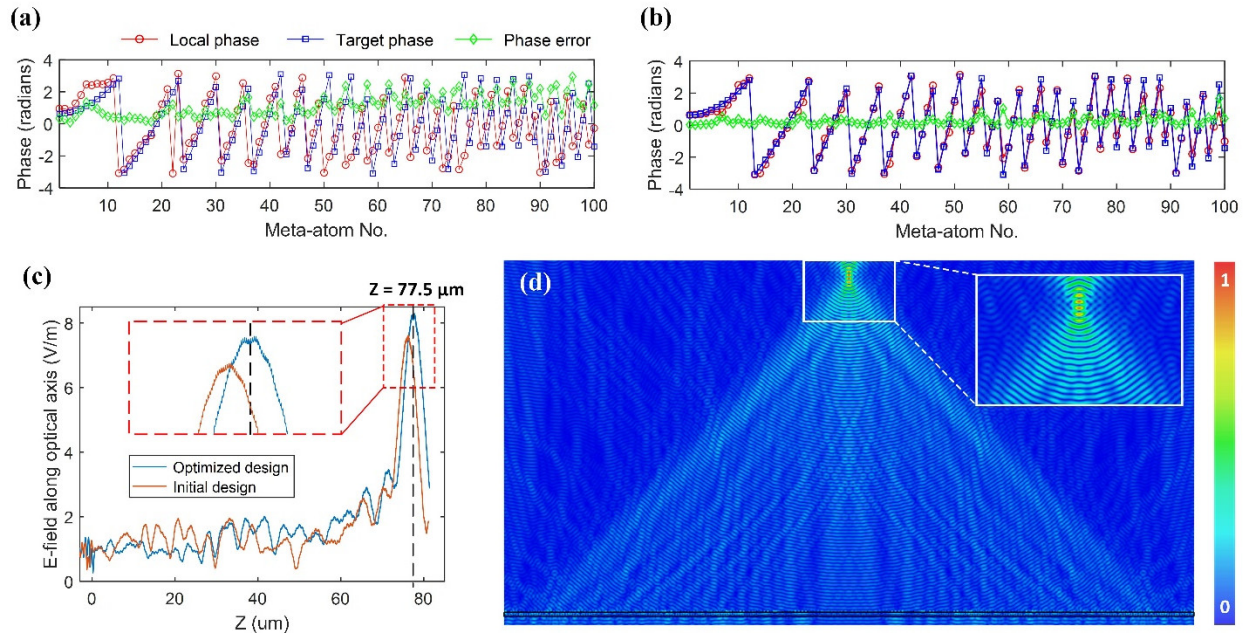 (a)
Local phase Target phase Phase error
Phase (radians)
4
2
0
-2
-4
10 20 30 40 50 60 70 80 90 100
Meta-atom No.
(b)
Phase (radians)
4
2
0
-2
-4
10 20 30 40 50 60 70 80 90 100
Meta-atom No.
(c)
Z = 77.5 µm
E-field along optical axis (V/m)
8
6
4
2
0
Optimized design
Initial design
0 20 40 60 80
Z (um)
(d)
1
0